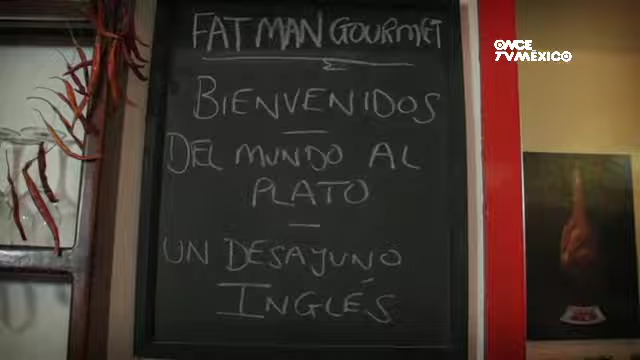 FAT MAN GOURMET
BIENVENIDOS
DEL MUNDO AL
PLATO
UN DESAYUNO
INGLÉS
ONCE
TV MÉXICO